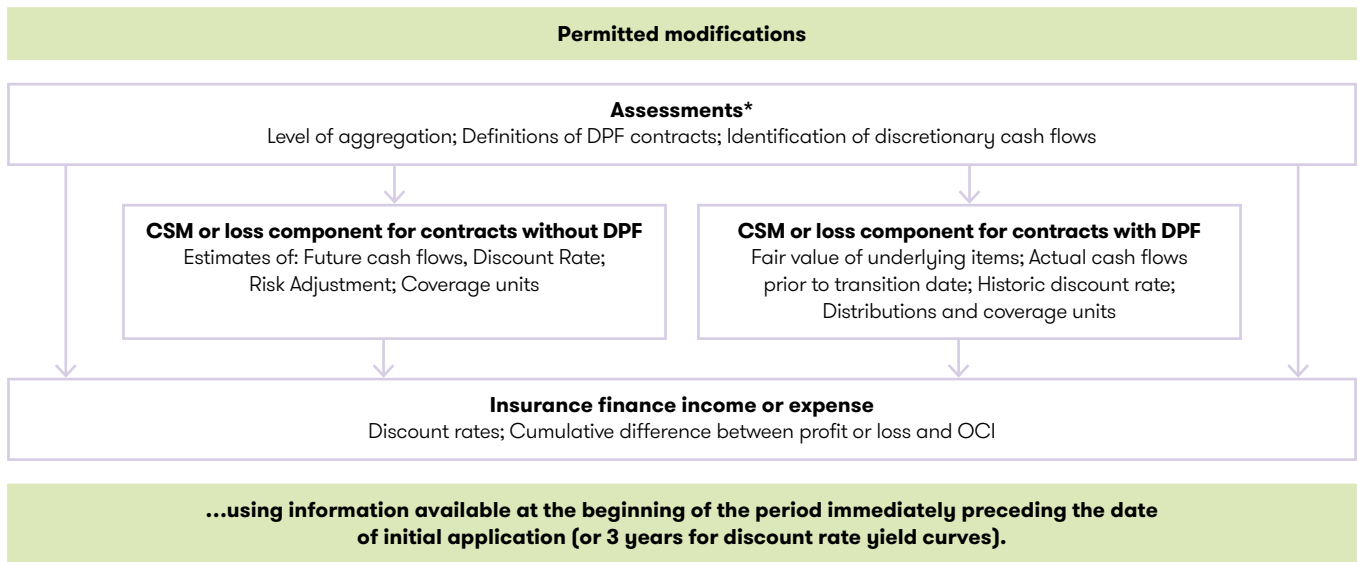 Permitted modifications
Assessments*
Level of aggregation; Definitions of DPF contracts; Identification of discretionary cash flows
CSM or loss component for contracts without DPF
Estimates of: Future cash flows, Discount Rate;
Risk Adjustment; Coverage units
CSM or loss component for contracts with DPF
Fair value of underlying items; Actual cash flows
prior to transition date; Historic discount rate;
Distributions and coverage units
Insurance finance income or expense
Discount rates; Cumulative difference between profit or loss and OCI
...using information available at the beginning of the period immediately preceding the date
of initial application (or 3 years for discount rate yield curves).